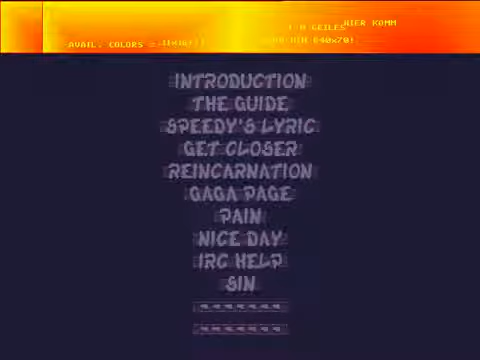 HIER KOMM
GEILES
AVAIL. COLORS =
INTRODUCTION
THE GUIDE
SPEEDY'S LYRIC
GET CLOSER
REINCARNATION
GAGA PAGE
PAIN
NICE DAY
IRC HELP
SIN